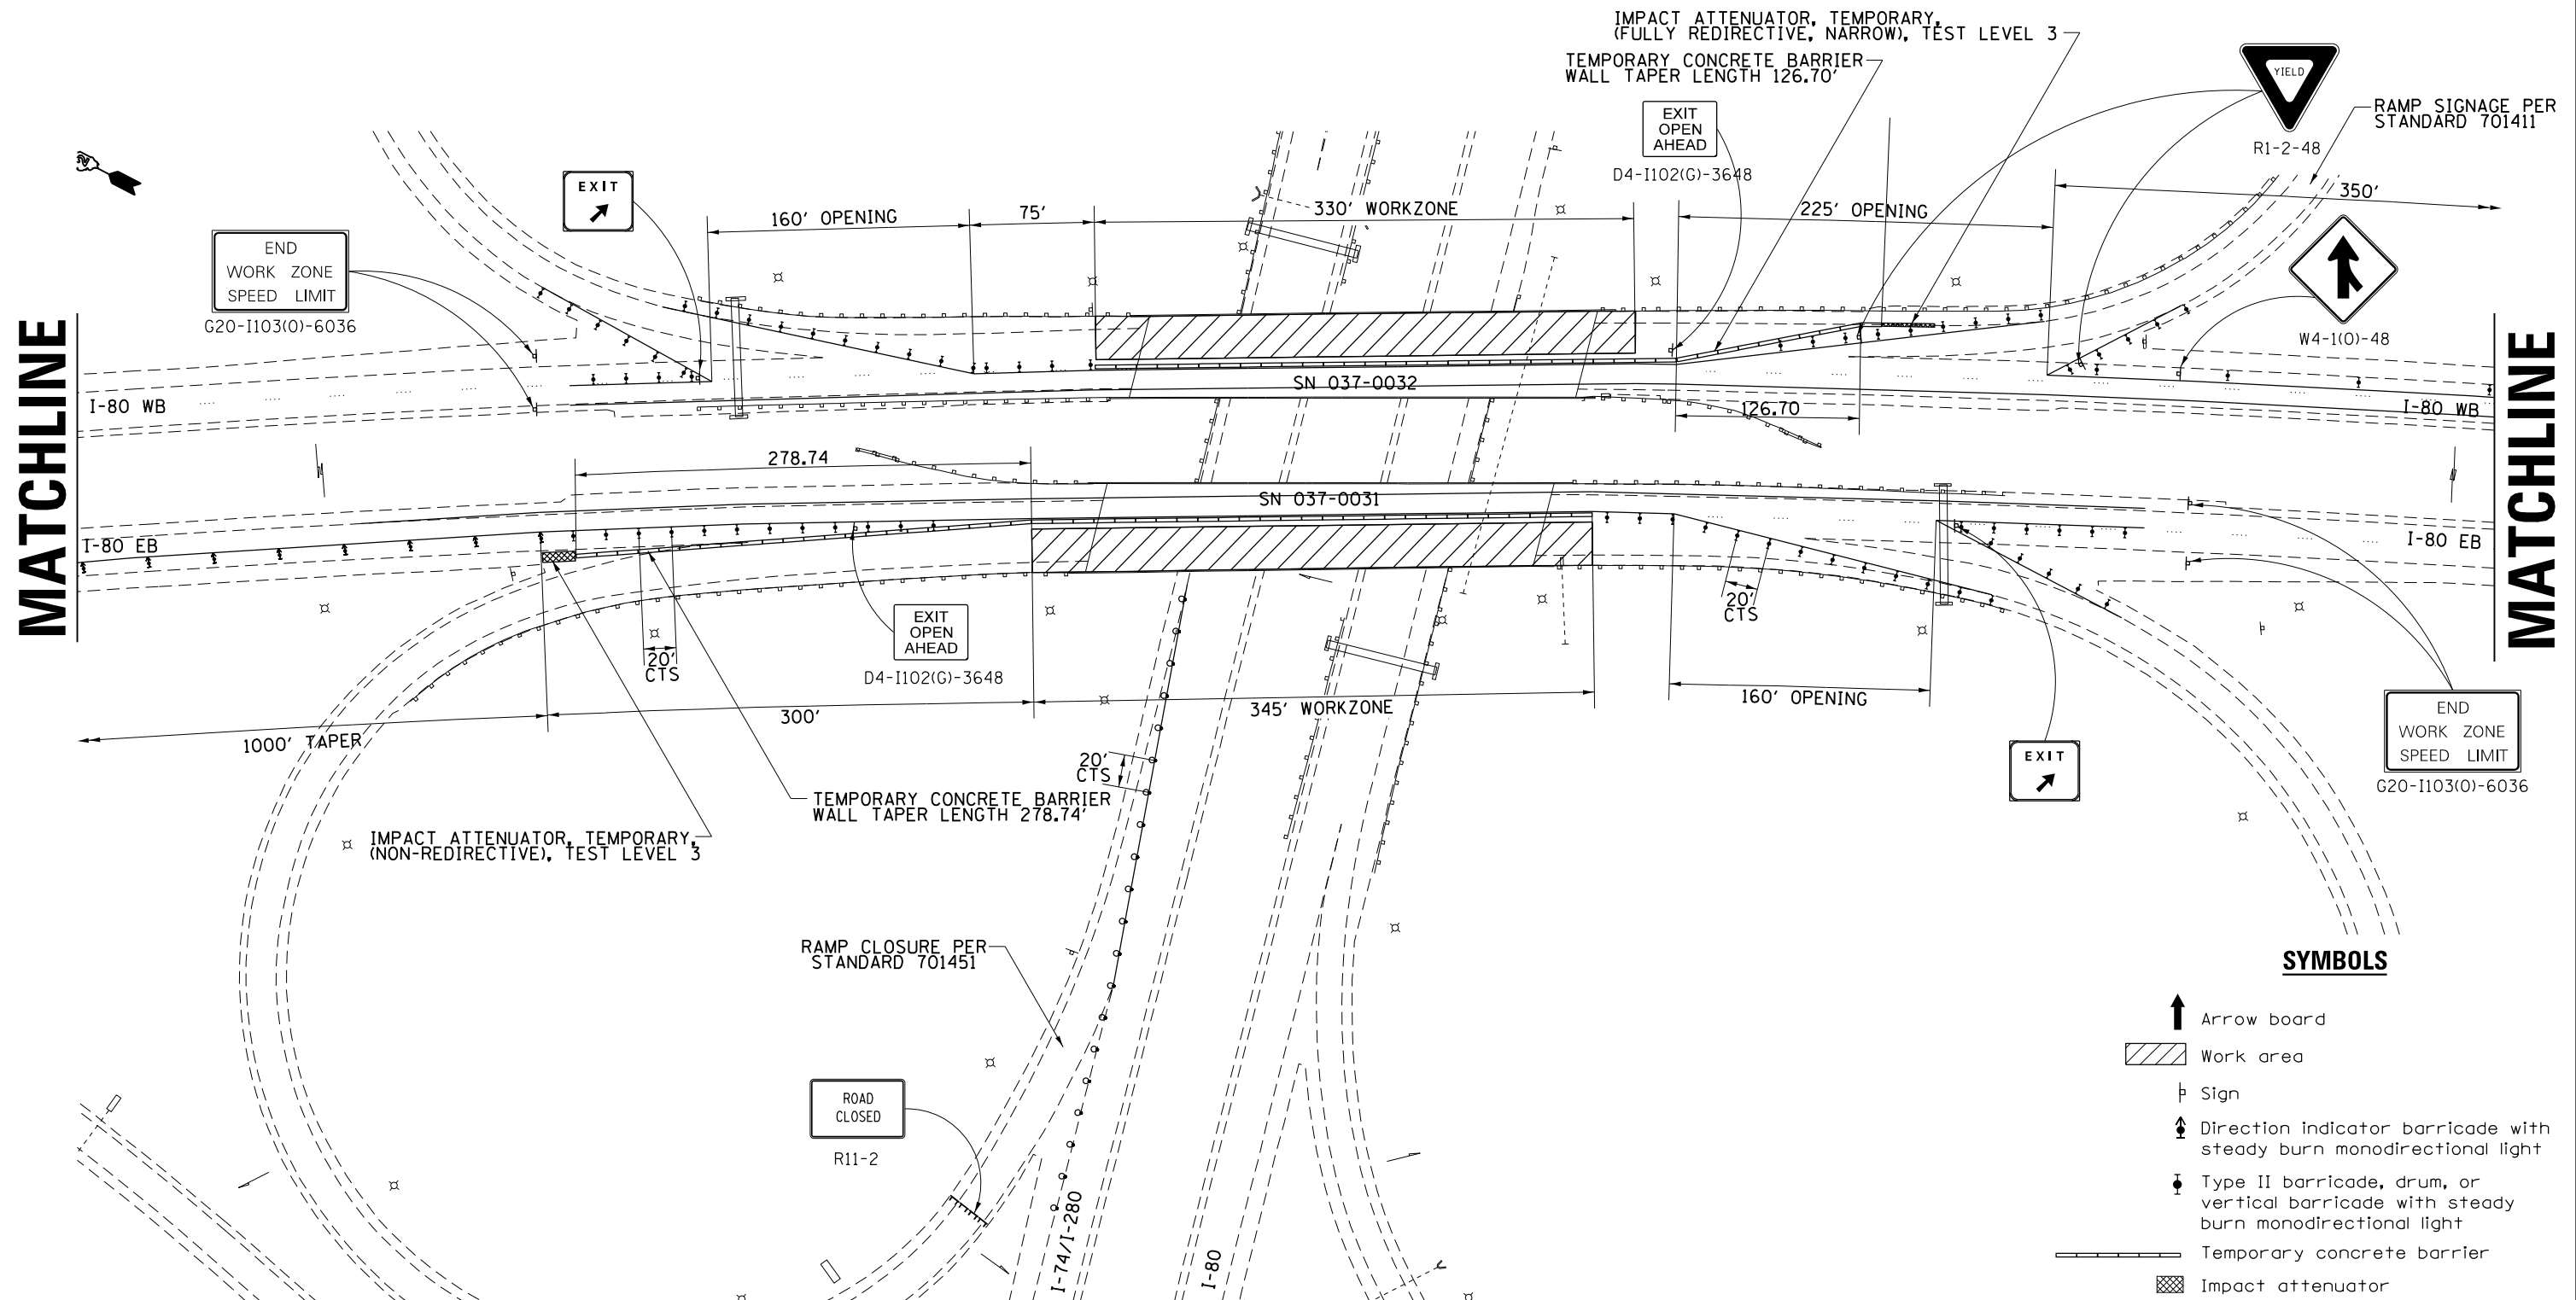 IMPACT ATTENUATOR, TEMPORARY,
(FULLY REDIRECTIVE, NARROW), TEST LEVEL 3
TEMPORARY CONCRETE BARRIER
WALL TAPER LENGTH 126.70'
YIELD
R1-2-48
RAMP SIGNAGE PER
STANDARD 701411
EXIT
OPEN
AHEAD
D4-I102(G)-3648
EXIT
160' OPENING
75'
330' WORKZONE
225' OPENING
350'
END
WORK ZONE
SPEED LIMIT
G20-I103(O)-6036
W4-1(O)-48
MATCHLINE
I-80 WB
SN 037-0032
126.70
I-80 WB
MATCHLINE
278.74
SN 037-0031
I-80 EB
I-80 EB
20'
CTS
EXIT
OPEN
AHEAD
D4-I102(G)-3648
20'
CTS
160' OPENING
1000' TAPER
300'
345' WORKZONE
END
WORK ZONE
SPEED LIMIT
G20-I103(O)-6036
EXIT
20'
CTS
TEMPORARY CONCRETE BARRIER
WALL TAPER LENGTH 278.74'
IMPACT ATTENUATOR, TEMPORARY,
(NON-REDIRECTIVE), TEST LEVEL 3
RAMP CLOSURE PER
STANDARD 701451
ROAD
CLOSED
R11-2
I-74/I-280
I-80
SYMBOLS
Arrow board
Work area
Sign
Direction indicator barricade with
steady burn monodirectional light
Type II barricade, drum, or
vertical barricade with steady
burn monodirectional light
Temporary concrete barrier
Impact attenuator